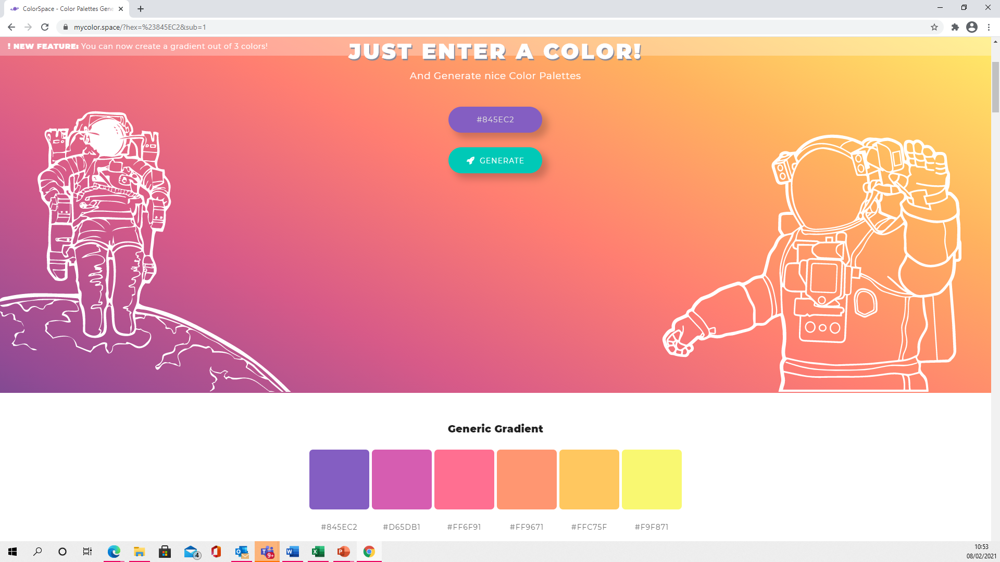 ColorSpace - Color Palettes Gene
mycolor.space/?hex=%23845EC2&sub=1
! NEW FEATURE: You can now create a gradient out of 3 colors!
JUST ENTER A COLOR!
And Generate nice Color Palettes
#845EC2
GENERATE
Generic Gradient
#845EC2 #D65DB1 #FF6F91 #FF9671 #FFC75F #F9F871
4
9+
10:53
08/02/2021